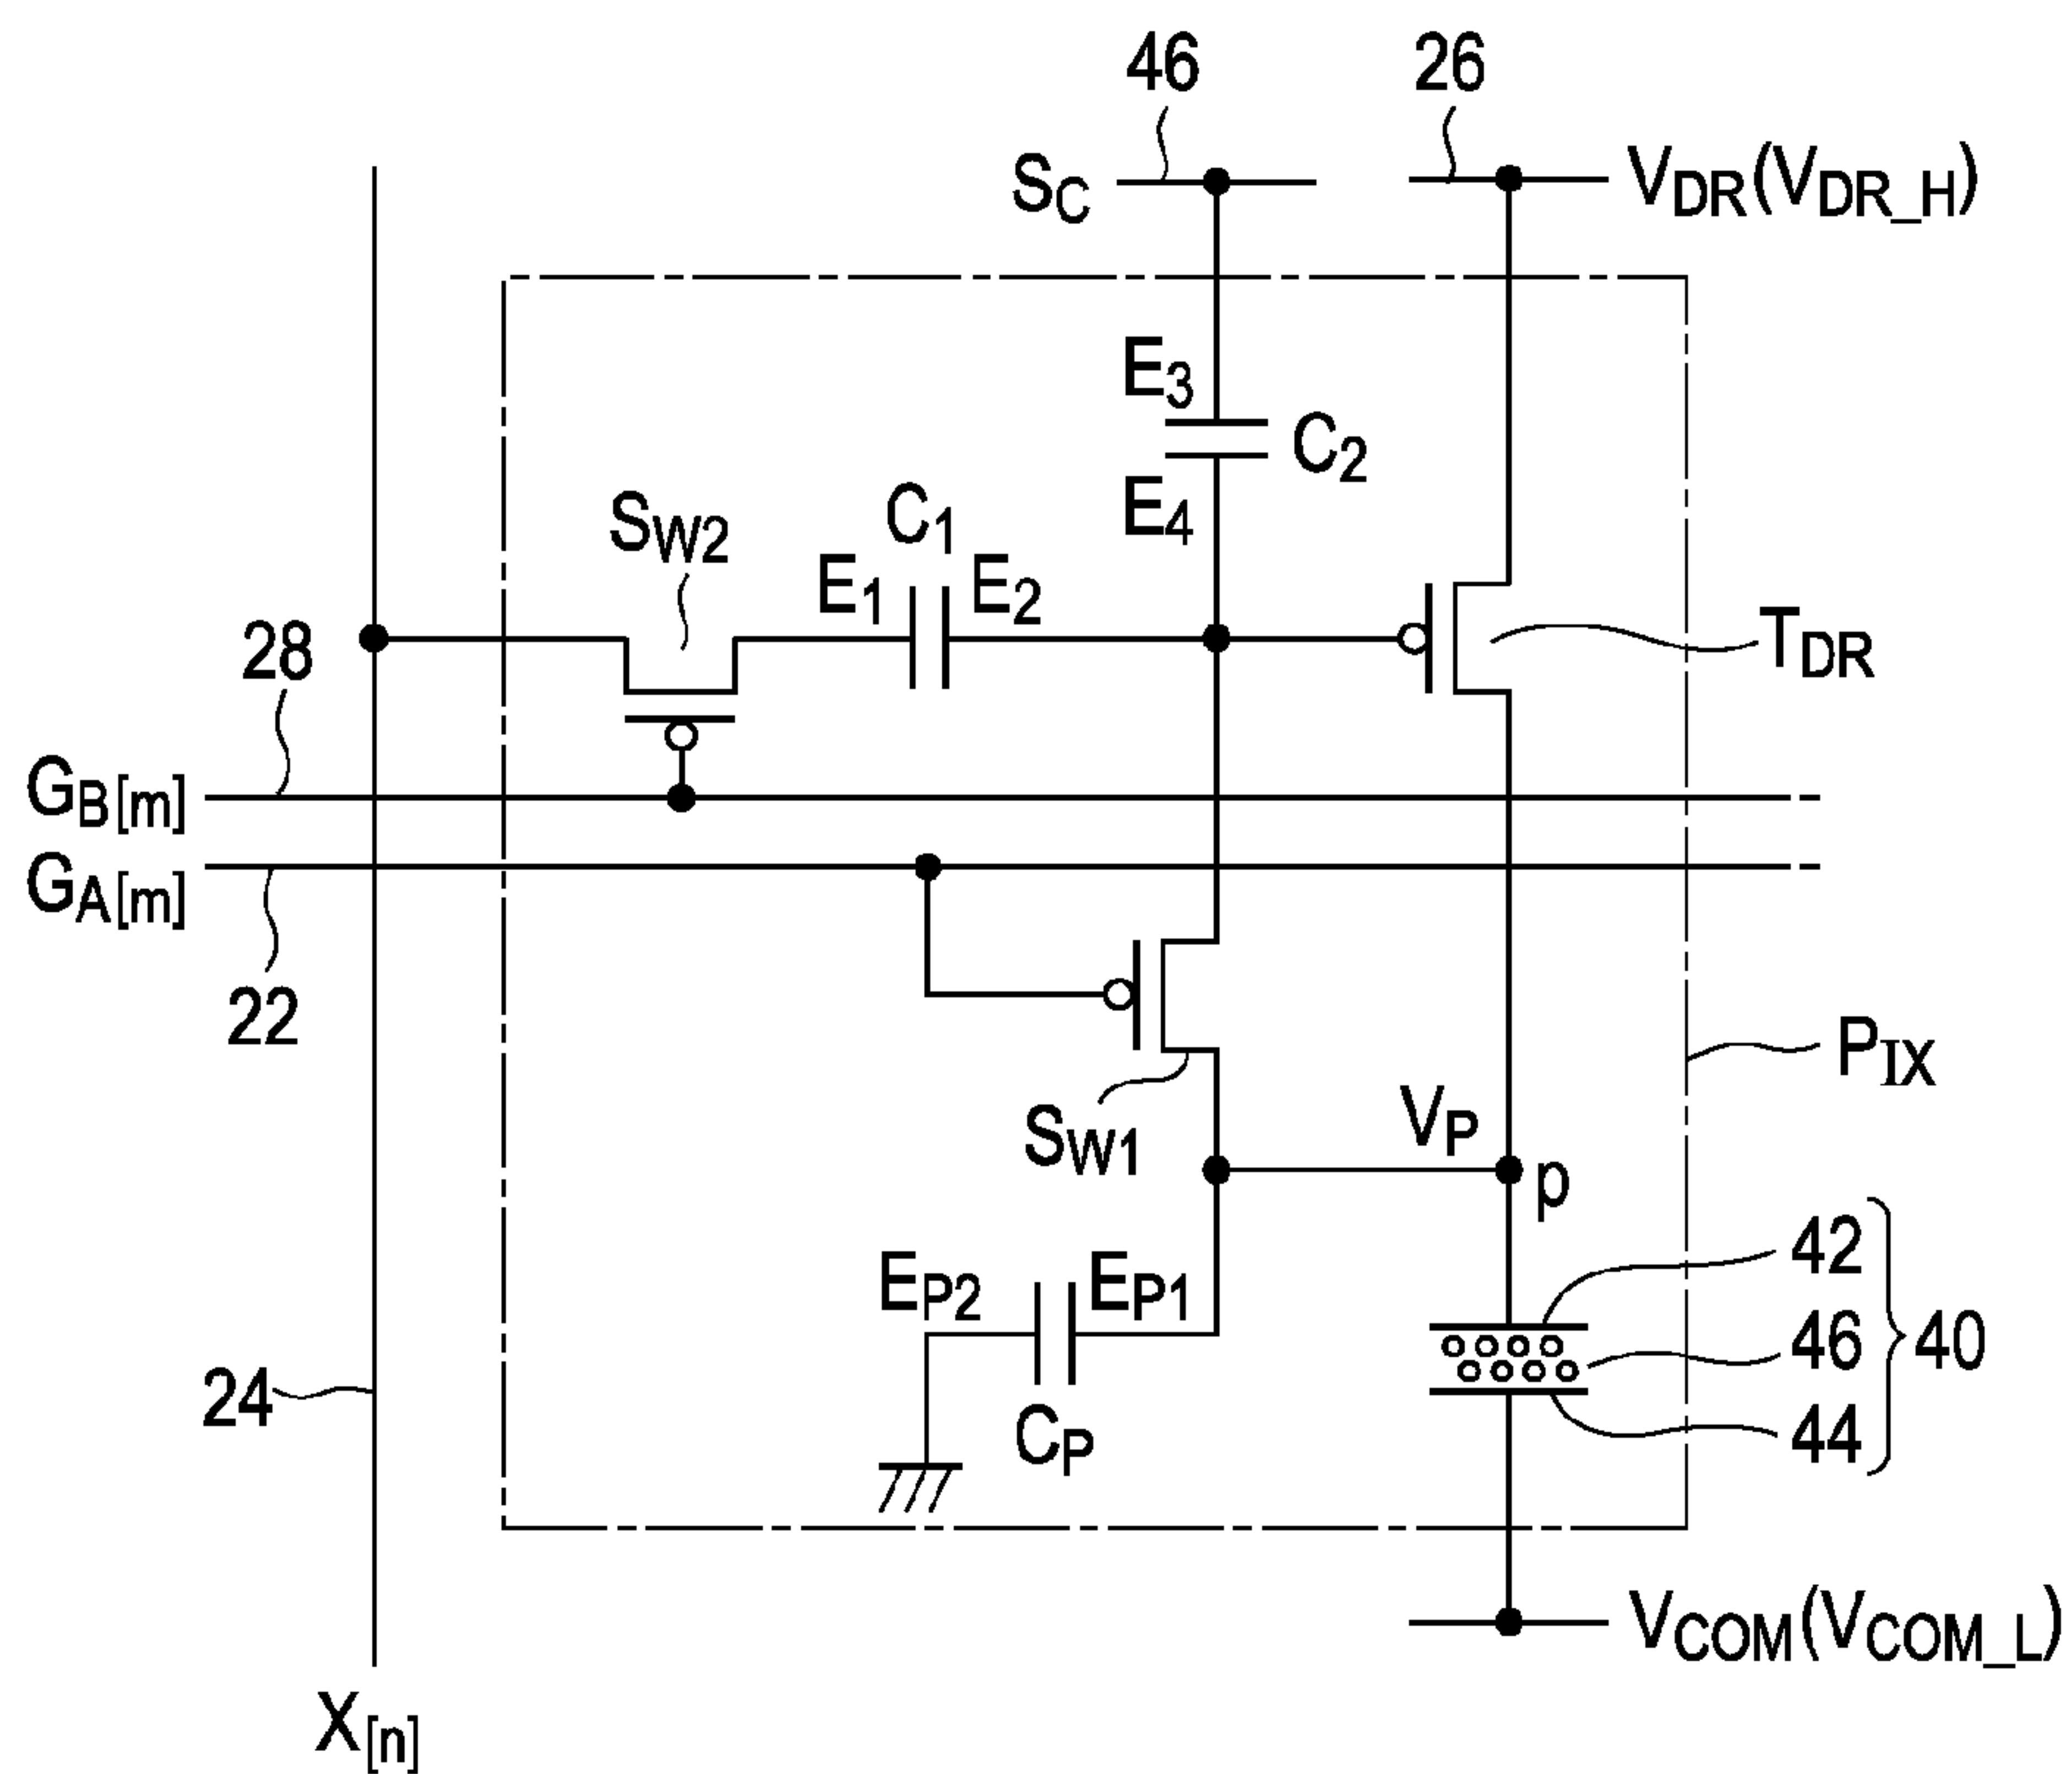 46
26
SC
VDR(VDR_H)
E3
C2
E4
SW2
C1
E1
E2
28
TDR
GB[m]
GA[m]
22
PIX
SW1
VP
p
42
46
40
44
EP2
EP1
24
CP
VCOM(VCOM_L)
X[n]